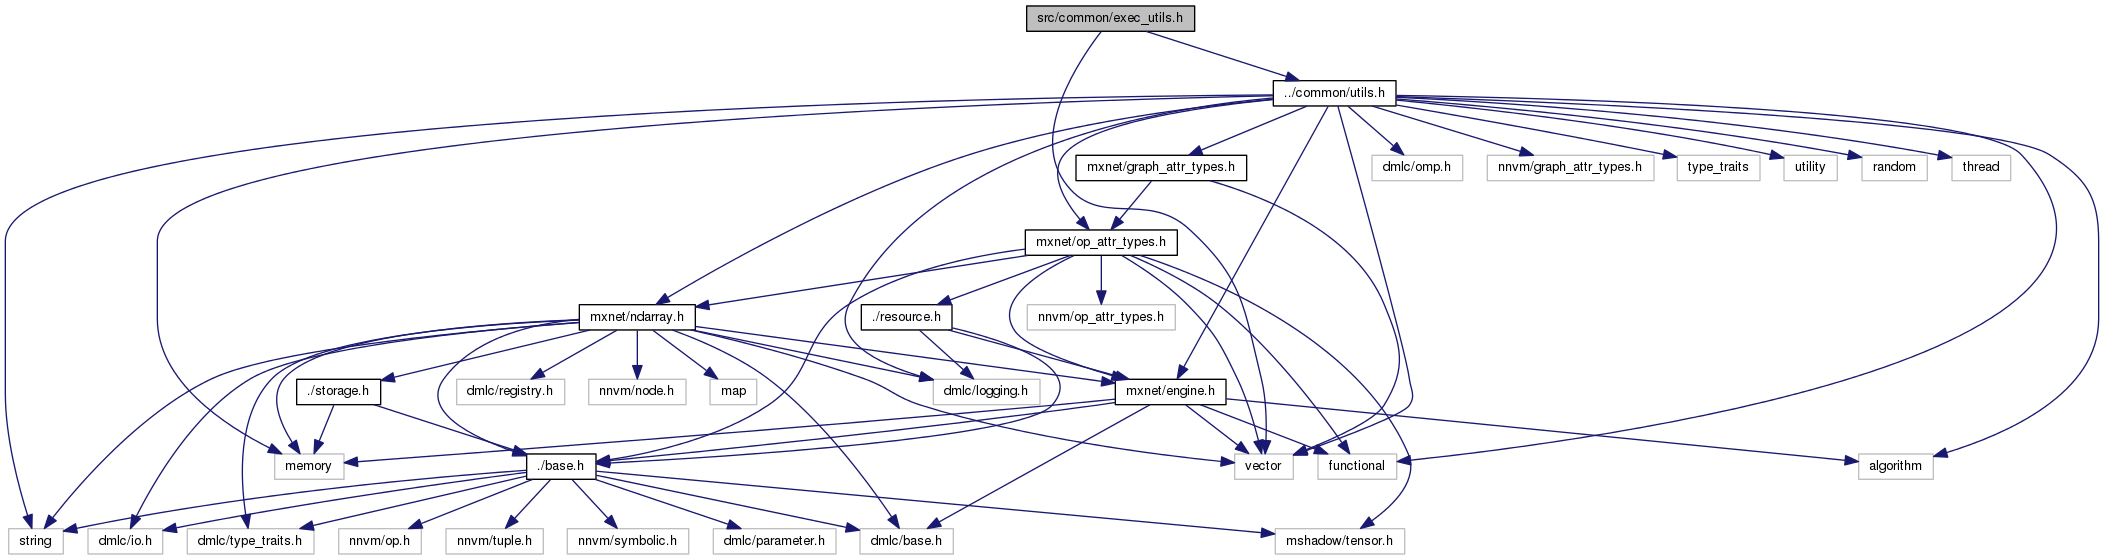 src/common/exec_utils.h
../common/utils.h
mxnet/graph_attr_types.h
dmlc/omp.h
nnvm/graph_attr_types.h
type_traits
utility
random
thread
mxnet/op_attr_types.h
mxnet/ndarray.h
./resource.h
nnvm/op_attr_types.h
./storage.h
dmlc/registry.h
nnvm/node.h
map
dmlc/logging.h
mxnet/engine.h
memory
./base.h
vector
functional
algorithm
string
dmlc/io.h
dmlc/type_traits.h
nnvm/op.h
nnvm/tuple.h
nnvm/symbolic.h
dmlc/parameter.h
dmlc/base.h
mshadow/tensor.h